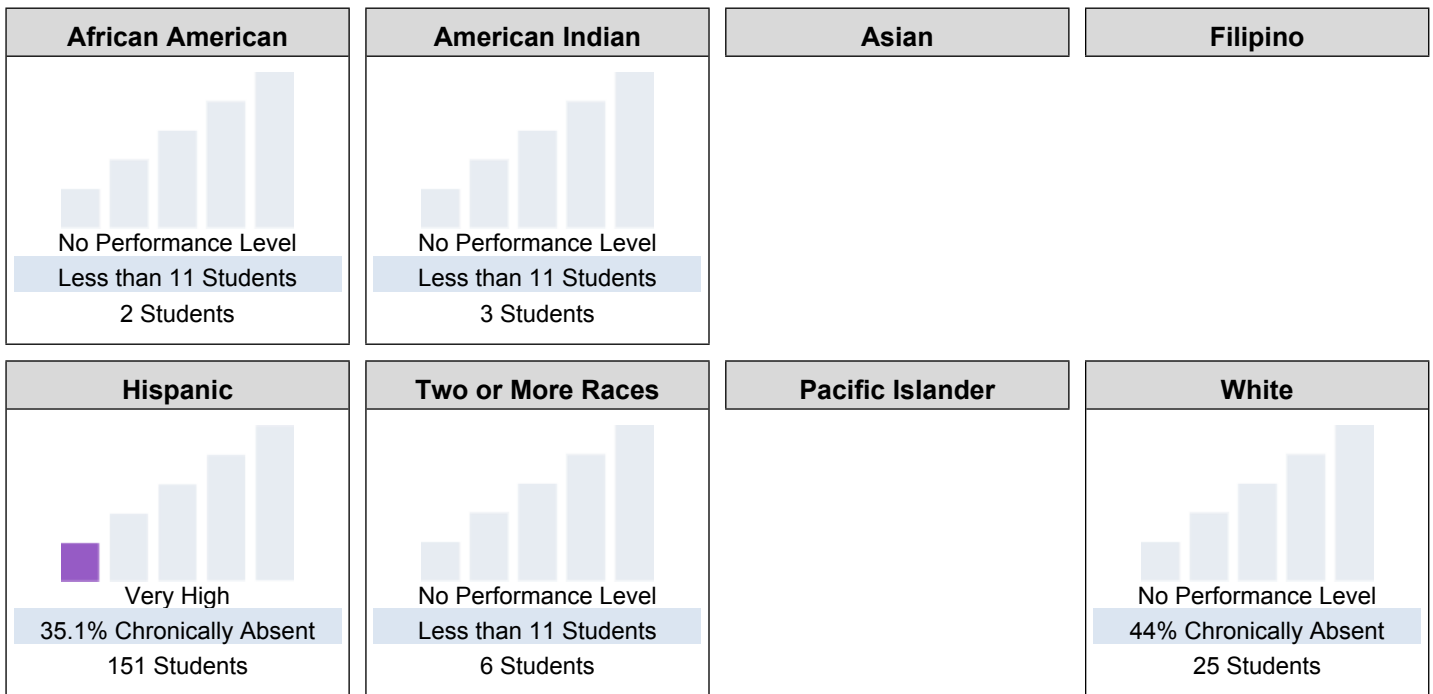 African American
No Performance Level
Less than 11 Students
2 Students
American Indian
No Performance Level
Less than 11 Students
3 Students
Asian
Filipino
Hispanic
Very High
35.1% Chronically Absent
151 Students
Two or More Races
No Performance Level
Less than 11 Students
6 Students
Pacific Islander
White
No Performance Level
44% Chronically Absent
25 Students